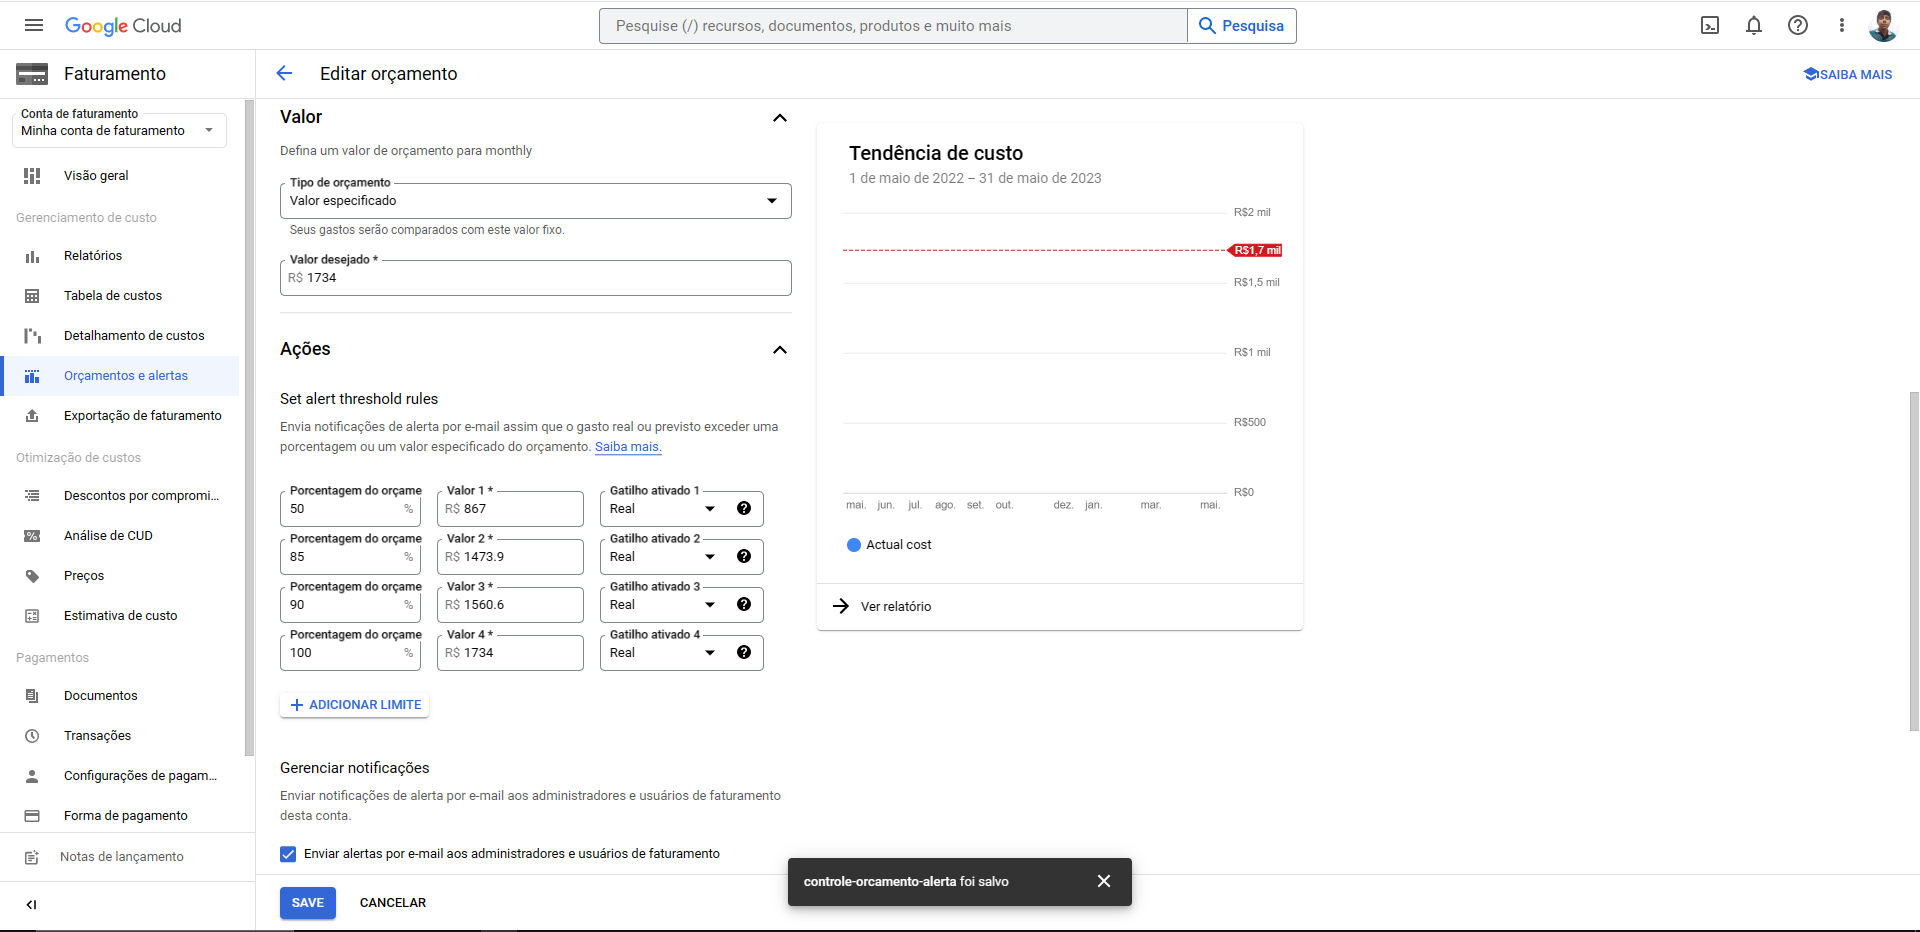 Google Cloud
Pesquise (/) recursos, documentos, produtos e muito mais
Pesquisa
Faturamento
Editar orçamento
SAIBA MAIS
Conta de faturamento
Minha conta de faturamento
Visão geral
Gerenciamento de custo
Relatórios
Tabela de custos
Detalhamento de custos
Orçamentos e alertas
Exportação de faturamento
Otimização de custos
Descontos por compromi...
Análise de CUD
Preços
Estimativa de custo
Pagamentos
Documentos
Transações
Configurações de pagam...
Forma de pagamento
Notas de lançamento
Valor
Defina um valor de orçamento para monthly
Tipo de orçamento
Valor especificado
Seus gastos serão comparados com este valor fixo.
Valor desejado *
R$ 1734
Ações
Set alert threshold rules
Envia notificações de alerta por e-mail assim que o gasto real ou previsto exceder uma
porcentagem ou um valor especificado do orçamento. Saiba mais.
Porcentagem do orçame Valor 1 * Gatilho ativado 1
50 % R$ 867 Real
Porcentagem do orçame Valor 2 * Gatilho ativado 2
85 % R$ 1473.9 Real
Porcentagem do orçame Valor 3 * Gatilho ativado 3
90 % R$ 1560.6 Real
Porcentagem do orçame Valor 4 * Gatilho ativado 4
100 % R$ 1734 Real
ADICIONAR LIMITE
Gerenciar notificações
Enviar notificações de alerta por e-mail aos administradores e usuários de faturamento
desta conta.
Enviar alertas por e-mail aos administradores e usuários de faturamento
SAVE CANCELAR
Tendência de custo
1 de maio de 2022 – 31 de maio de 2023
R$2 mil
R$1,7 mil
R$1,5 mil
R$1 mil
R$500
R$0
mai. jun. jul. ago. set. out. dez. jan. mar. mai.
Actual cost
Ver relatório
controle-orcamento-alerta foi salvo